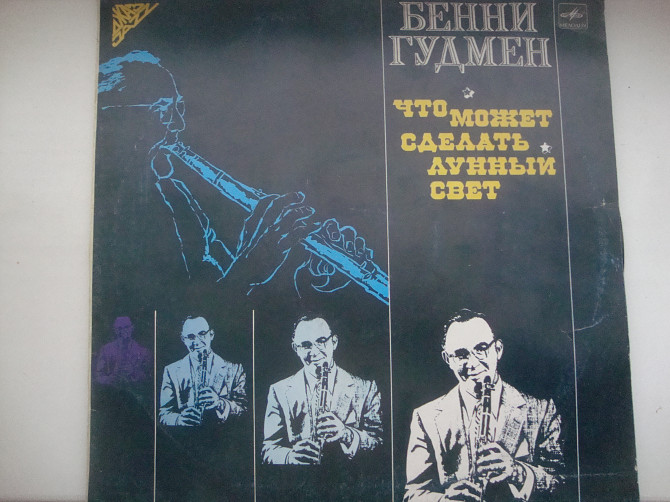 БЕННИ
ГУДМЕН
ЧТО МОЖЕТ
СДЕЛАТЬ
ЛУННЫЙ
СВЕТ